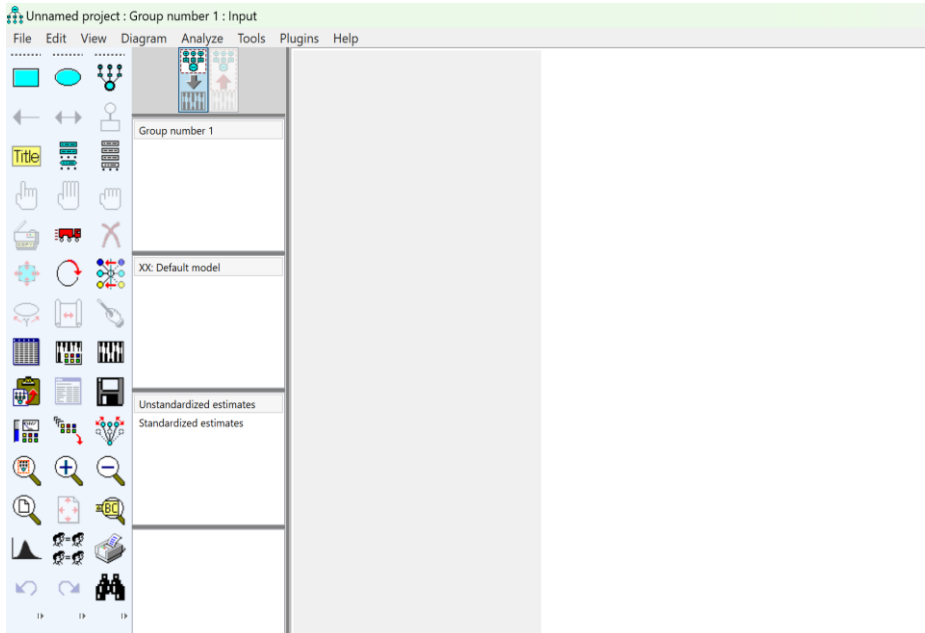 Unnamed project : Group number 1 : Input
File Edit View Diagram Analyze Tools Plugins Help
Group number 1
Title
XX: Default model
Unstandardized estimates
Standardized estimates
BC